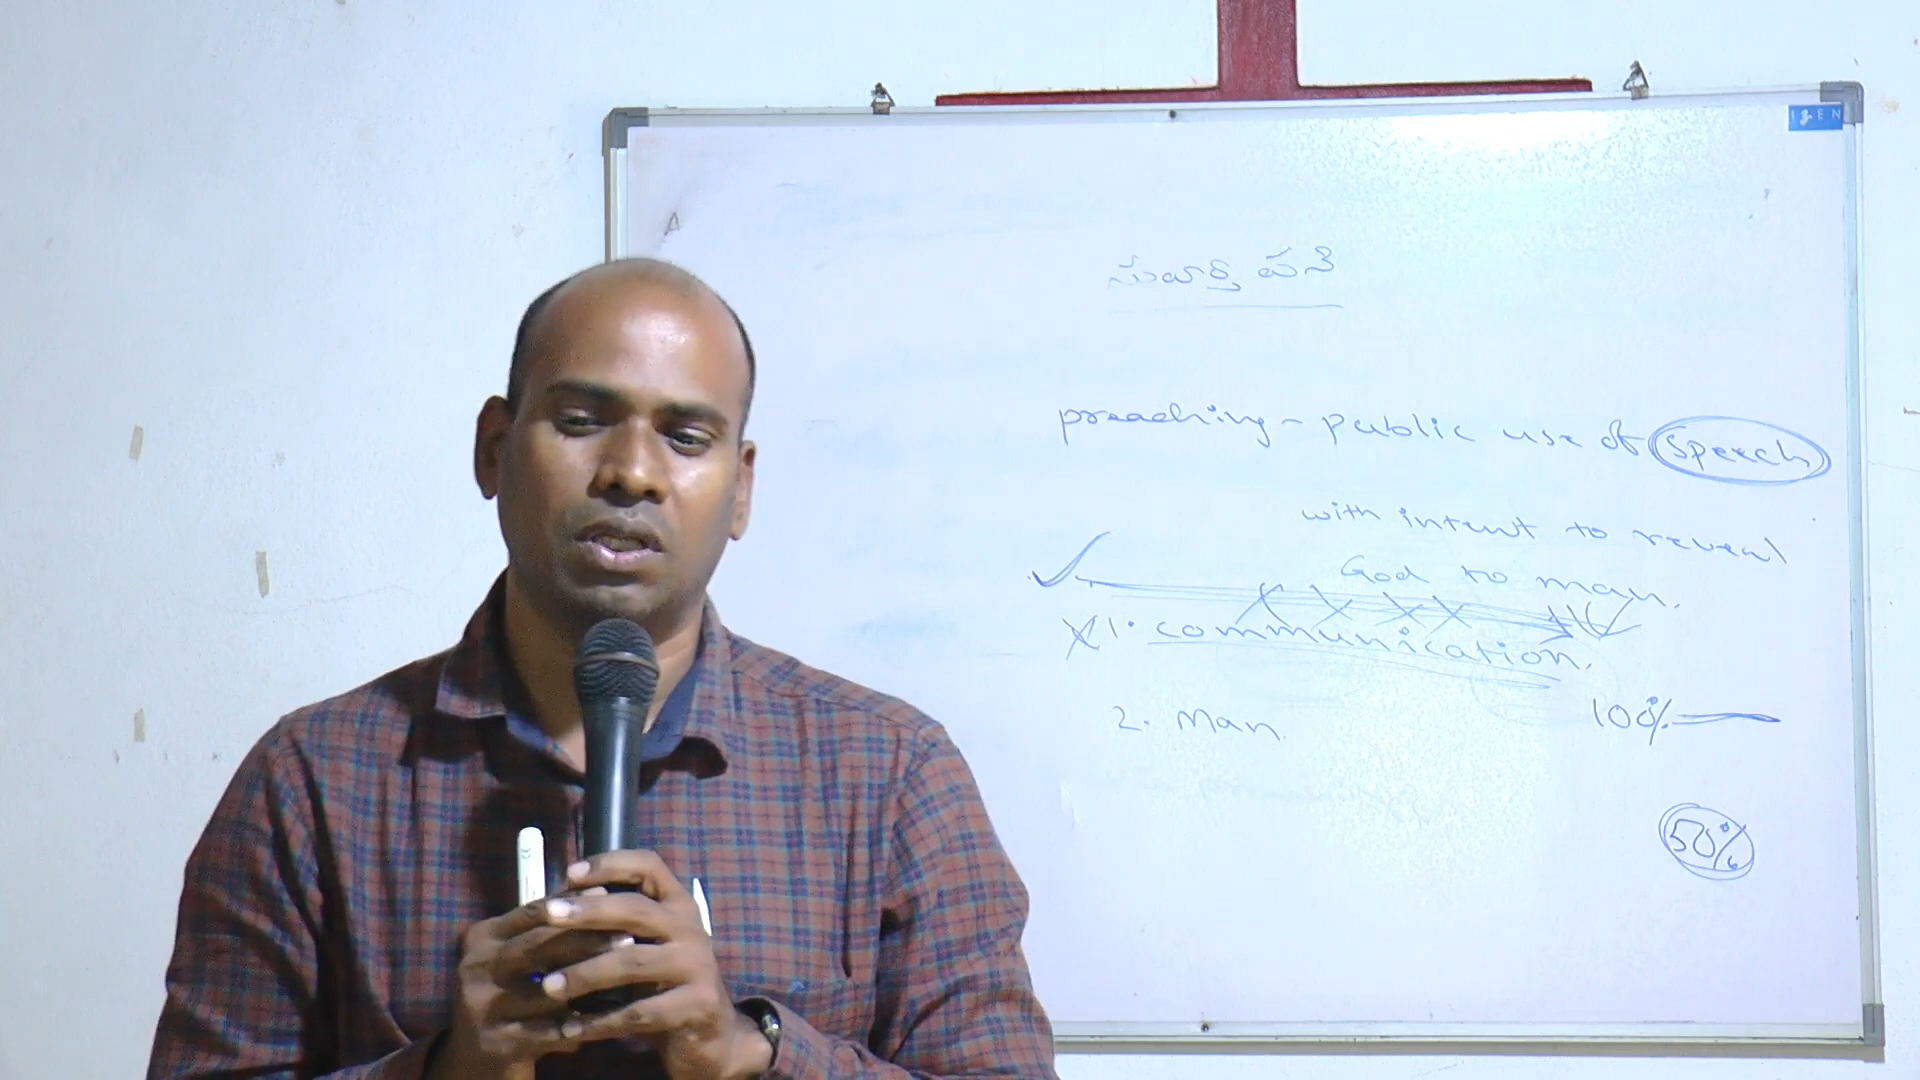 IZEN
A
సువార్త పని
preaching - public use of speech
with intent to reveal
God to man.
X 1. communication.
2. Man 100%
50%